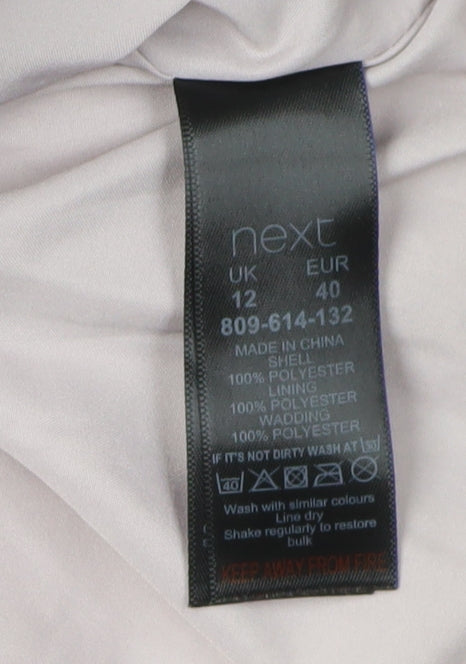 next
UK EUR
12 40
809-614-132
MADE IN CHINA
SHELL
100% POLYESTER
LINING
100% POLYESTER
WADDING
100% POLYESTER
IF IT'S NOT DIRTY WASH AT 30
40
Wash with similar colours
Line dry
Shake regularly to restore
bulk
KEEP AWAY FROM FIRE